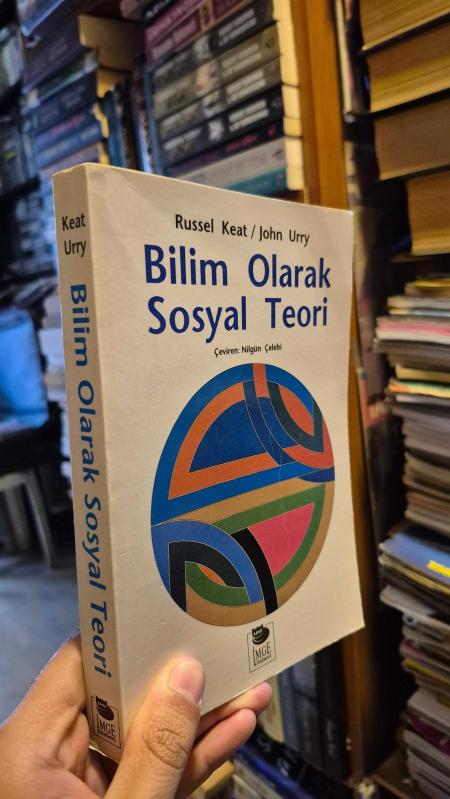 Russel Keat / John Urry
Bilim Olarak
Sosyal Teori
Çeviren: Nilgün Çelebi
İMGE
kitabevi
Keat
Urry
Bilim Olarak Sosyal Teori
İMGE
kitabevi